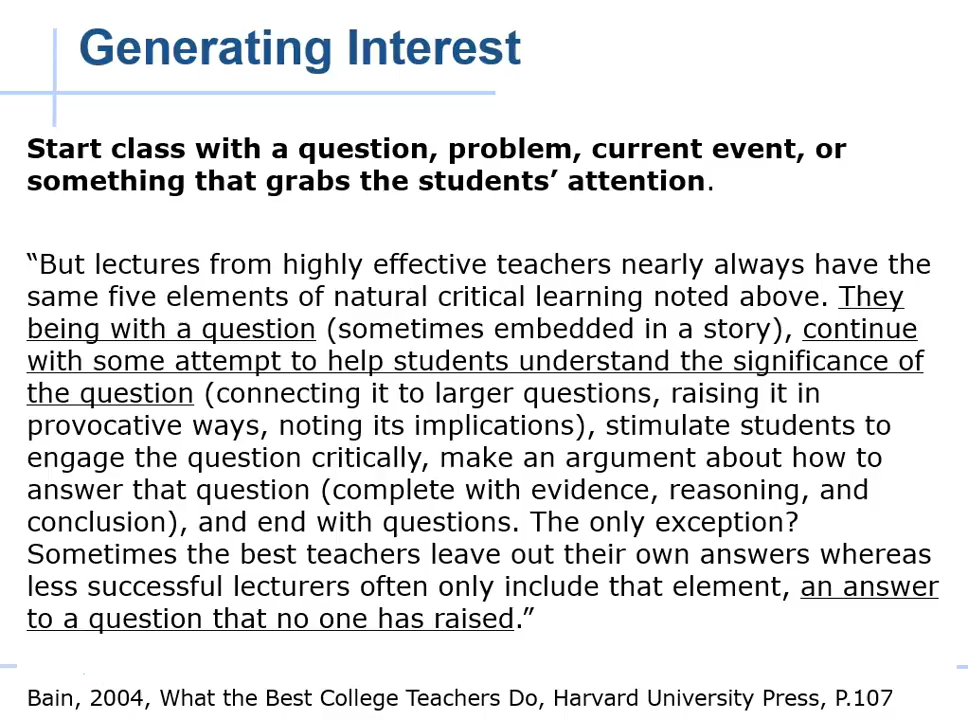 Generating Interest
Start class with a question, problem, current event, or
something that grabs the students’ attention.
“But lectures from highly effective teachers nearly always have the
same five elements of natural critical learning noted above. They
being with a question (sometimes embedded in a story), continue
with some attempt to help students understand the significance of
the question (connecting it to larger questions, raising it in
provocative ways, noting its implications), stimulate students to
engage the question critically, make an argument about how to
answer that question (complete with evidence, reasoning, and
conclusion), and end with questions. The only exception?
Sometimes the best teachers leave out their own answers whereas
less successful lecturers often only include that element, an answer
to a question that no one has raised.”
Bain, 2004, What the Best College Teachers Do, Harvard University Press, P.107